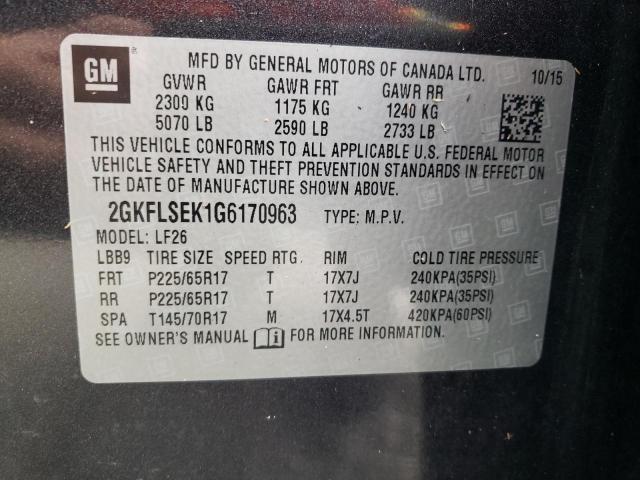 GM
MFD BY GENERAL MOTORS OF CANADA LTD. 10/15
GVWR GAWR FRT GAWR RR
2300 KG 1175 KG 1240 KG
5070 LB 2590 LB 2733 LB
THIS VEHICLE CONFORMS TO ALL APPLICABLE U.S. FEDERAL MOTOR
VEHICLE SAFETY AND THEFT PREVENTION STANDARDS IN EFFECT ON
THE DATE OF MANUFACTURE SHOWN ABOVE.
2GKFLSEK1G6170963 TYPE: M.P.V.
MODEL: LF26
LBB9 TIRE SIZE SPEED RTG. RIM COLD TIRE PRESSURE
FRT P225/65R17 T 17X7J 240KPA(35PSI)
RR P225/65R17 T 17X7J 240KPA(35PSI)
SPA T145/70R17 M 17X4.5T 420KPA(60PSI)
SEE OWNER'S MANUAL FOR MORE INFORMATION.